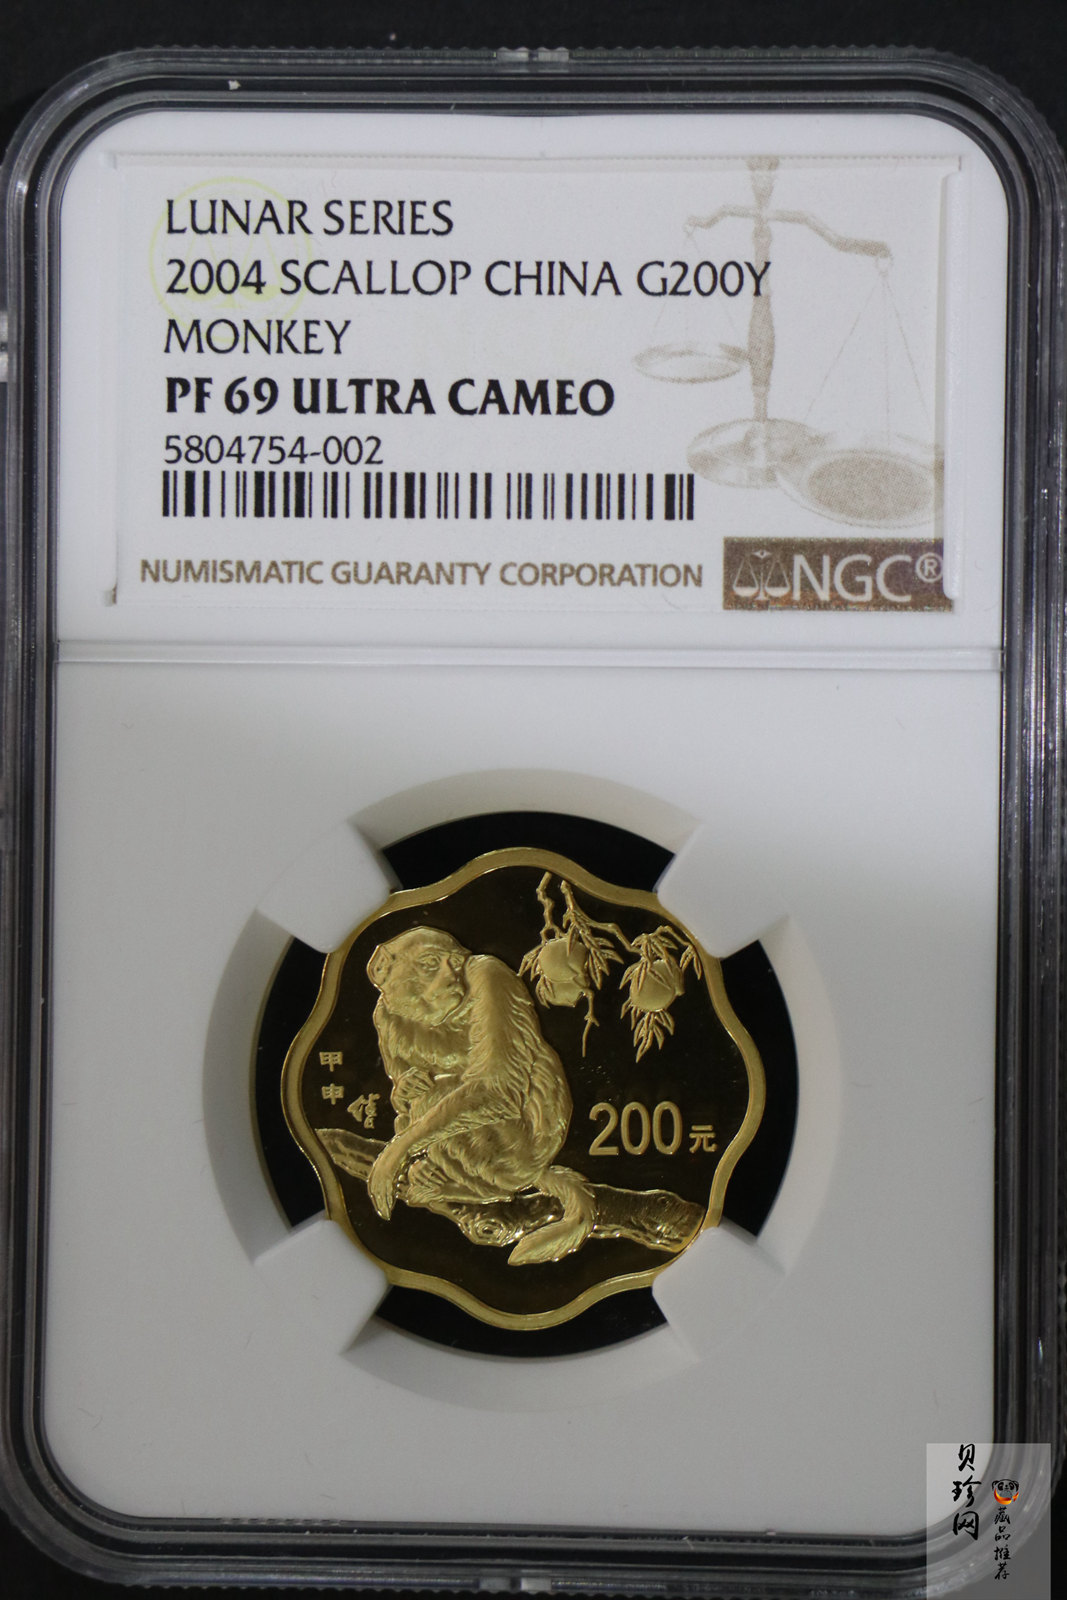 LUNAR SERIES
2004 SCALLOP CHINA G200Y
MONKEY
PF 69 ULTRA CAMEO
5804754-002
NUMISMATIC GUARANTY CORPORATION
NGC®
甲申
200元
贝珍网
藏品推荐